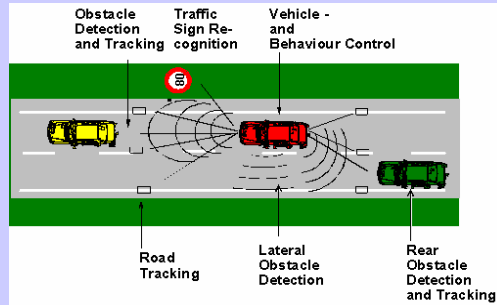 Obstacle
Detection
and Tracking
Traffic
Sign Re-
cognition
Vehicle -
and
Behaviour Control
80
Road
Tracking
Lateral
Obstacle
Detection
Rear
Obstacle
Detection
and Tracking